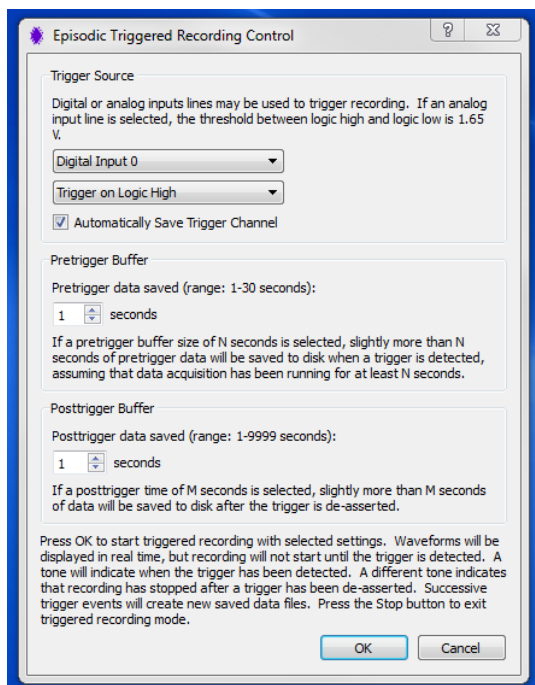 Episodic Triggered Recording Control
Trigger Source
Digital or analog inputs lines may be used to trigger recording. If an analog
input line is selected, the threshold between logic high and logic low is 1.65
V.
Digital Input 0
Trigger on Logic High
Automatically Save Trigger Channel
Pretrigger Buffer
Pretrigger data saved (range: 1-30 seconds):
1 seconds
If a pretrigger buffer size of N seconds is selected, slightly more than N
seconds of pretrigger data will be saved to disk when a trigger is detected,
assuming that data acquisition has been running for at least N seconds.
Posttrigger Buffer
Posttrigger data saved (range: 1-9999 seconds):
1 seconds
If a posttrigger time of M seconds is selected, slightly more than M seconds
of data will be saved to disk after the trigger is de-asserted.
Press OK to start triggered recording with selected settings. Waveforms will be
displayed in real time, but recording will not start until the trigger is detected. A
tone will indicate when the trigger has been detected. A different tone indicates
that recording has stopped after a trigger has been de-asserted. Successive
trigger events will create new saved data files. Press the Stop button to exit
triggered recording mode.
OK Cancel